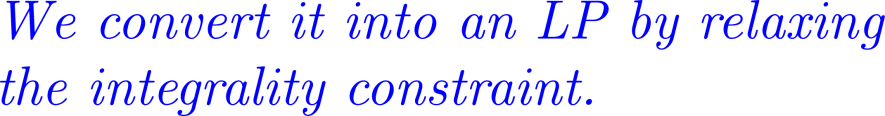 We convert it into an LP by relaxing
the integrality constraint.